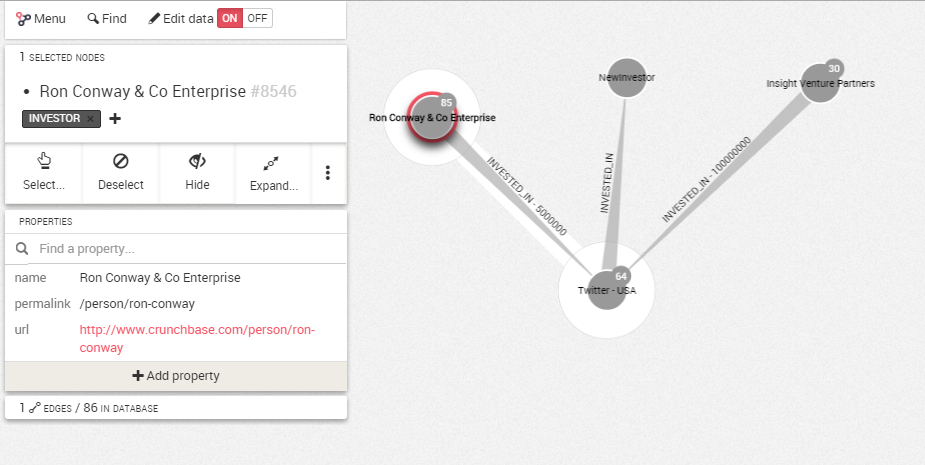 Menu Find Edit data ON OFF
1 SELECTED NODES
• Ron Conway & Co Enterprise #8546
INVESTOR ×
Select... Deselect Hide Expand...
PROPERTIES
Find a property...
name Ron Conway & Co Enterprise
permalink /person/ron-conway
url http://www.crunchbase.com/person/ron-
conway
Add property
1 EDGES / 86 IN DATABASE
85
Ron Conway & Co Enterprise
NewInvestor
30
Insight Venture Partners
INVESTED_IN - 5000000
INVESTED_IN
INVESTED_IN - 100000000
64
Twitter - USA